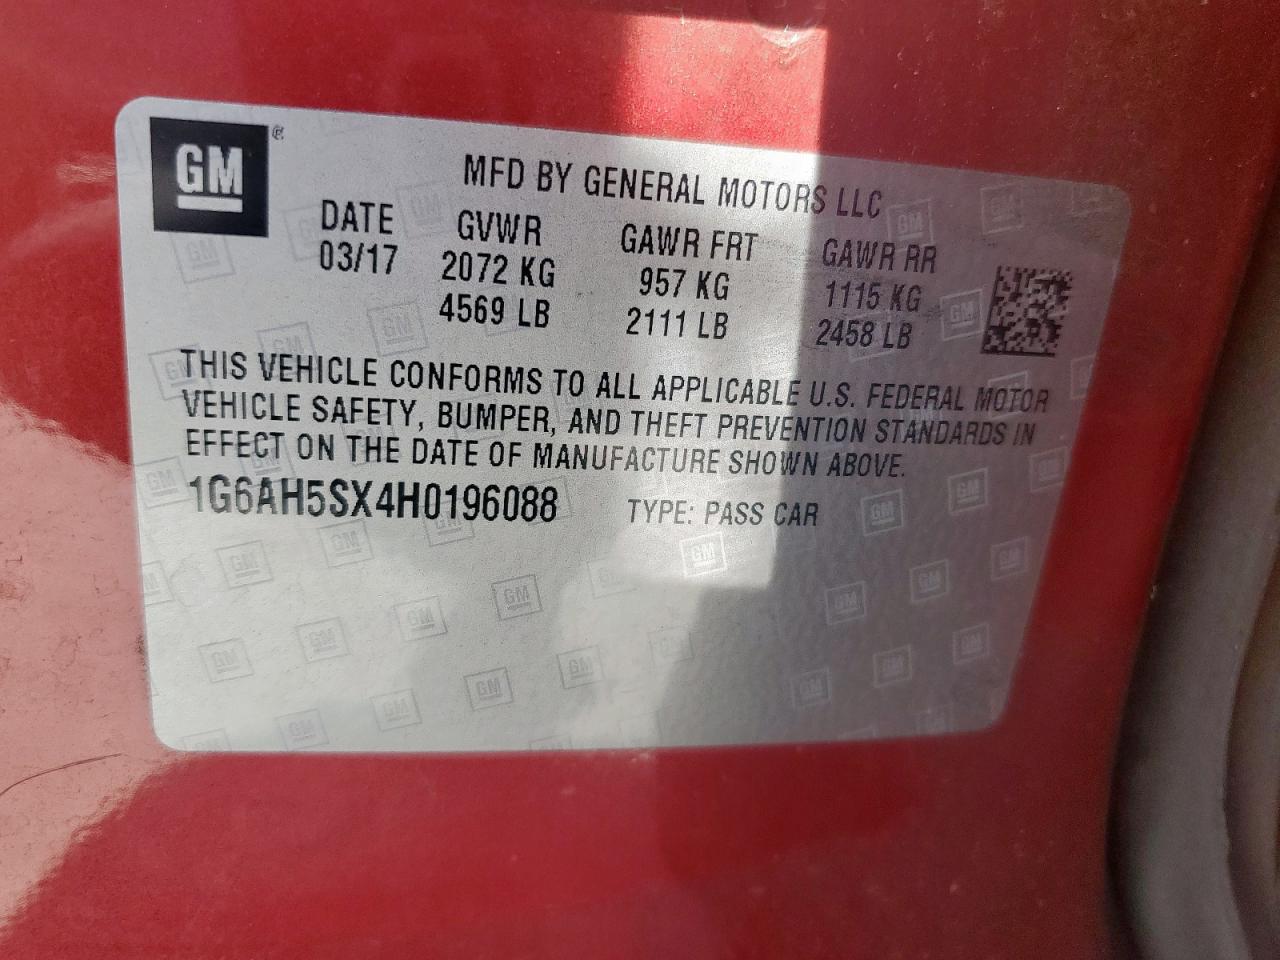 GM
MFD BY GENERAL MOTORS LLC
DATE GVWR GAWR FRT GAWR RR
03/17 2072 KG 957 KG 1115 KG
4569 LB 2111 LB 2458 LB
THIS VEHICLE CONFORMS TO ALL APPLICABLE U.S. FEDERAL MOTOR
VEHICLE SAFETY, BUMPER, AND THEFT PREVENTION STANDARDS IN
EFFECT ON THE DATE OF MANUFACTURE SHOWN ABOVE.
1G6AH5SX4H0196088 TYPE: PASS CAR